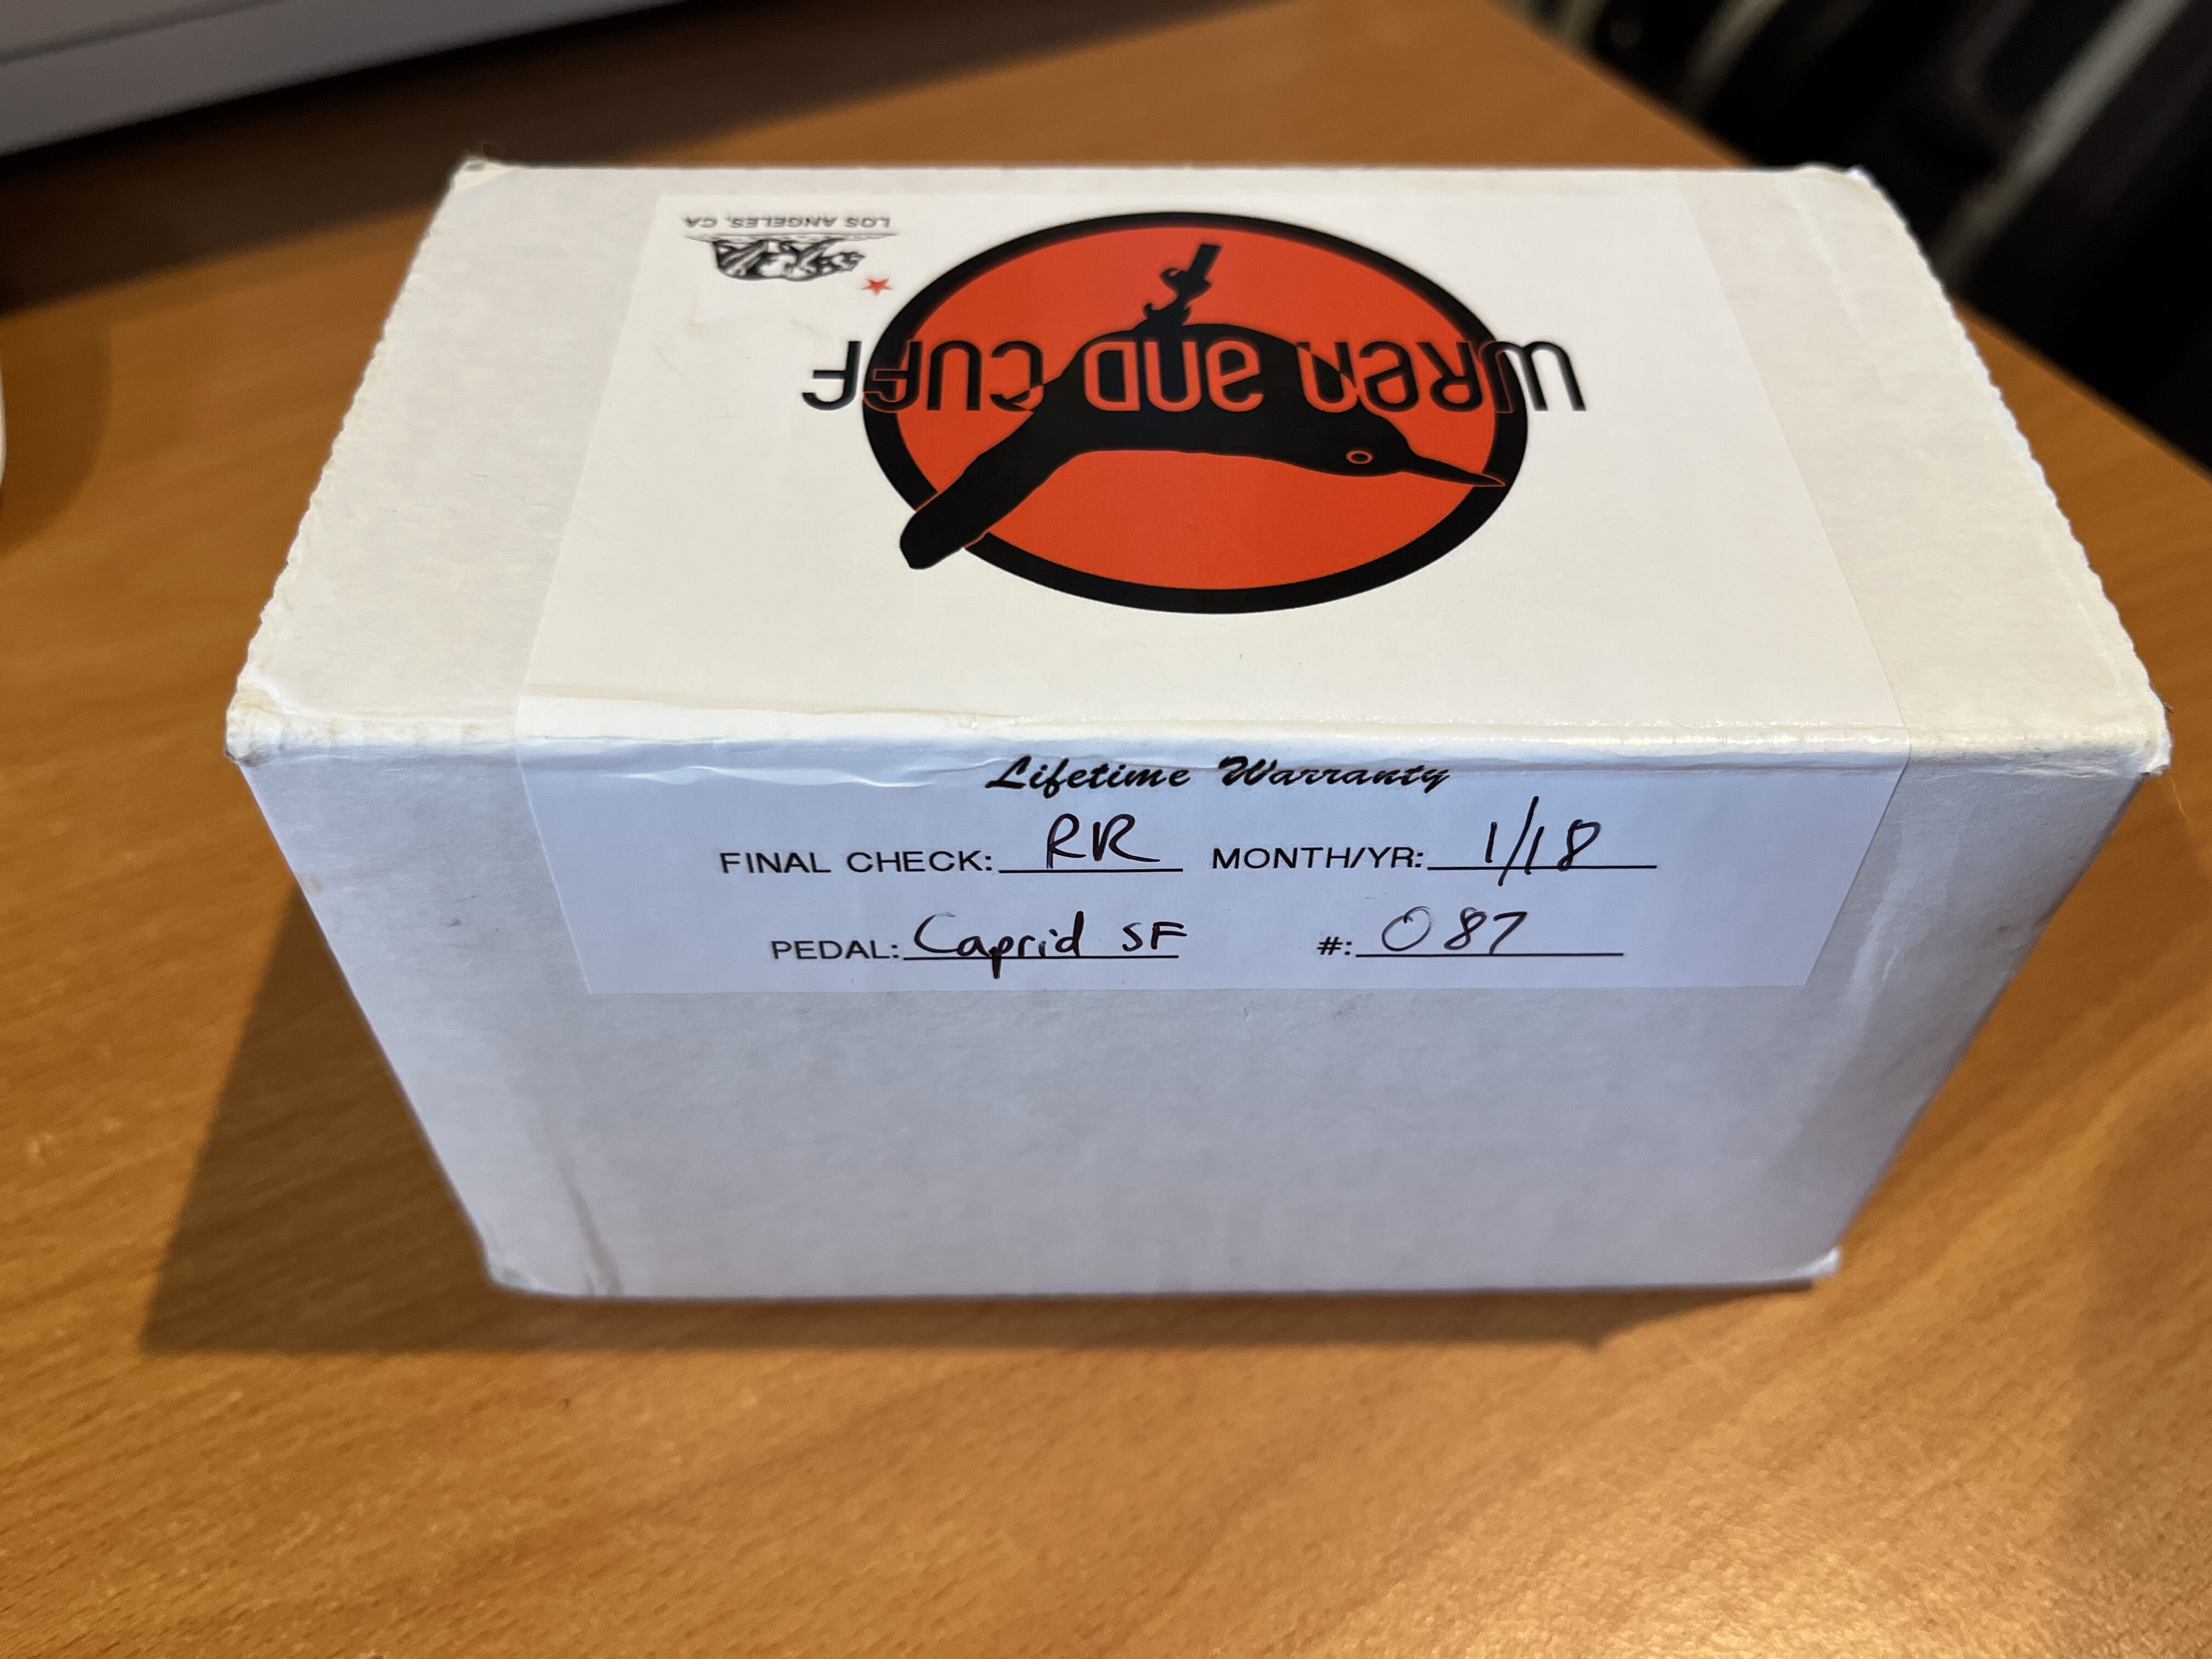 LOS ANGELES, CA
WREN AND CUFF
Lifetime Warranty
FINAL CHECK: RR MONTH/YR: 1/18
PEDAL: Caprid SF #: 087